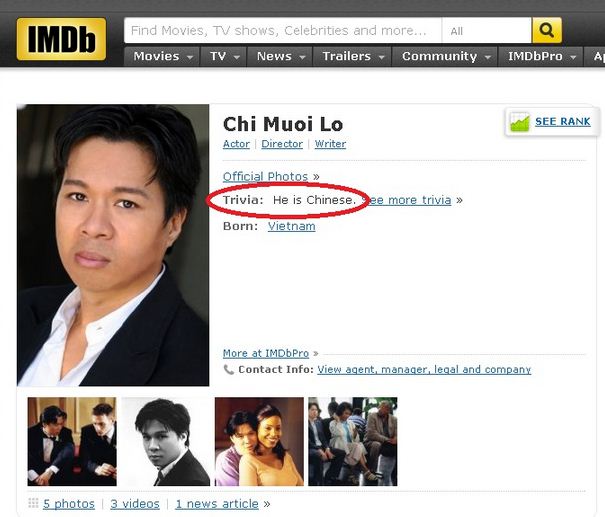 IMDb
Find Movies, TV shows, Celebrities and more...
All
Movies TV News Trailers Community IMDbPro
Chi Muoi Lo
SEE RANK
Actor | Director | Writer
Official Photos »
Trivia: He is Chinese. See more trivia »
Born: Vietnam
More at IMDbPro »
Contact Info: View agent, manager, legal and company
5 photos | 3 videos | 1 news article »